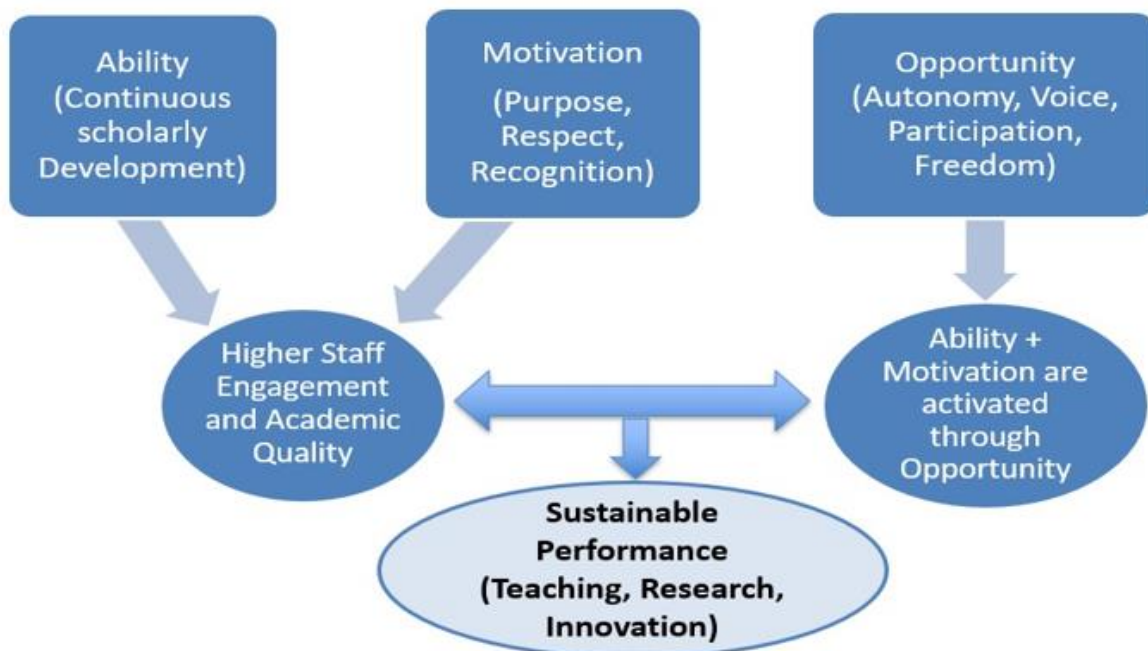 Ability
(Continuous
scholarly
Development)
Motivation
(Purpose,
Respect,
Recognition)
Opportunity
(Autonomy, Voice,
Participation,
Freedom)
Higher Staff
Engagement
and Academic
Quality
Ability +
Motivation are
activated
through
Opportunity
Sustainable
Performance
(Teaching, Research,
Innovation)